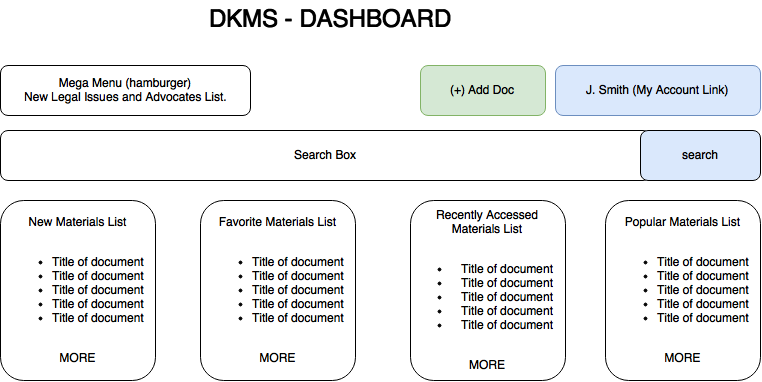 DKMS - DASHBOARD
Mega Menu (hamburger)
New Legal Issues and Advocates List.
(+) Add Doc
J. Smith (My Account Link)
Search Box
search
New Materials List
• Title of document
• Title of document
• Title of document
• Title of document
• Title of document
MORE
Favorite Materials List
• Title of document
• Title of document
• Title of document
• Title of document
• Title of document
MORE
Recently Accessed
Materials List
• Title of document
• Title of document
• Title of document
• Title of document
• Title of document
MORE
Popular Materials List
• Title of document
• Title of document
• Title of document
• Title of document
• Title of document
MORE